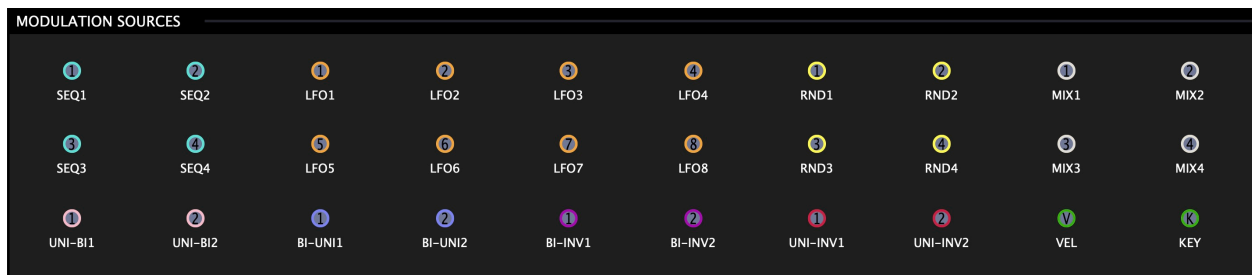 MODULATION SOURCES
1 2 1 2 3 4 1 2 1 2
SEQ1 SEQ2 LFO1 LFO2 LFO3 LFO4 RND1 RND2 MIX1 MIX2
3 4 5 6 7 8 3 4 3 4
SEQ3 SEQ4 LFO5 LFO6 LFO7 LFO8 RND3 RND4 MIX3 MIX4
1 2 1 2 1 2 1 2 V K
UNI-BI1 UNI-BI2 BI-UNI1 BI-UNI2 BI-INV1 BI-INV2 UNI-INV1 UNI-INV2 VEL KEY